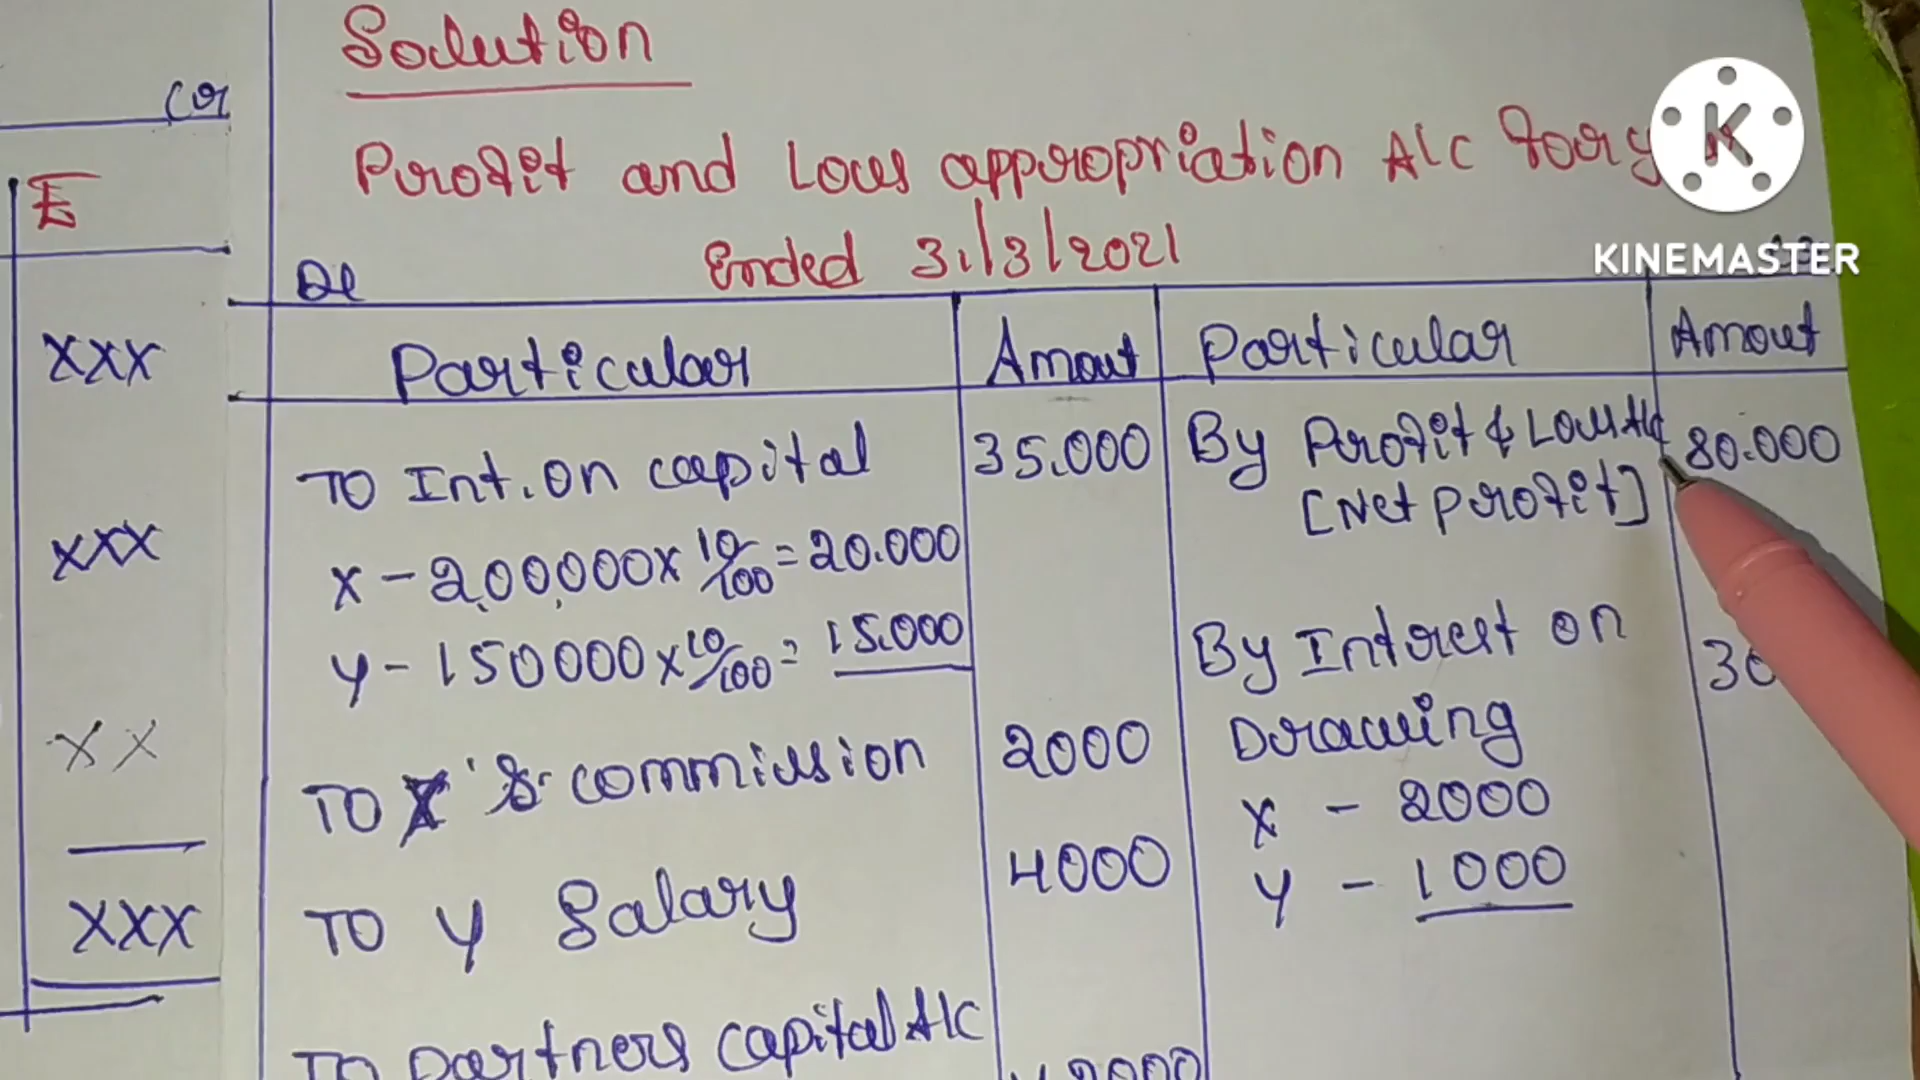 Solution
Profit and Loss appropriation A/c for y
Ended 31/3/2021
KINEMASTER
K
Cr
Dr
Particular Amout Particular Amout
₹
To Int. on capital 35.000 By Profit & Loss A/c 80.000
[Net profit]
xxx
X - 2,00,000 x 10/100 = 20.000
Y - 150000 x 10/100 = 15.000
xxx
By Interest on 30
Drawing
To X's commission 2000
X - 2000
xx
To Y Salary 4000
Y - 1000
xxx
To Partners capital A/c